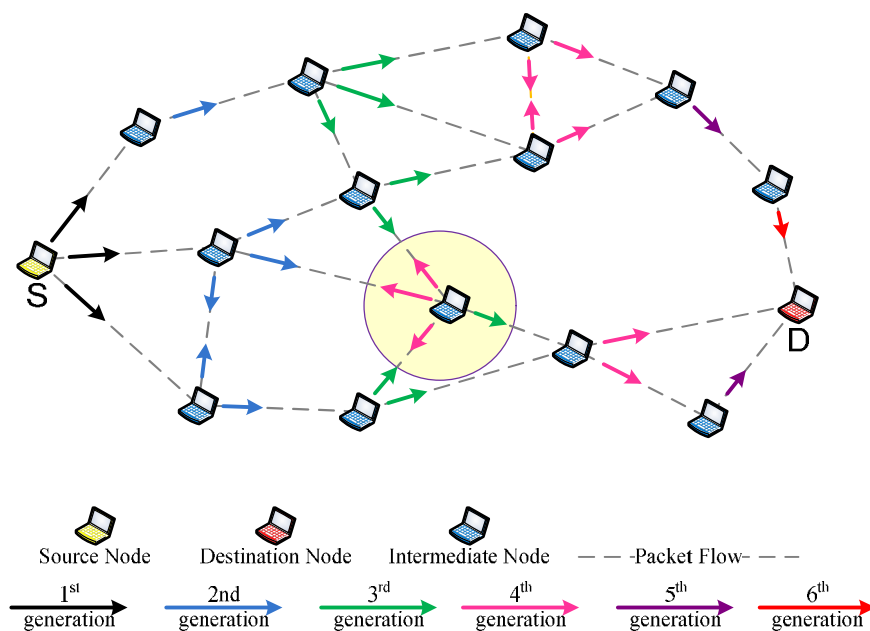 S
D
Source Node
Destination Node
Intermediate Node
Packet Flow
1st generation
2nd generation
3rd generation
4th generation
5th generation
6th generation